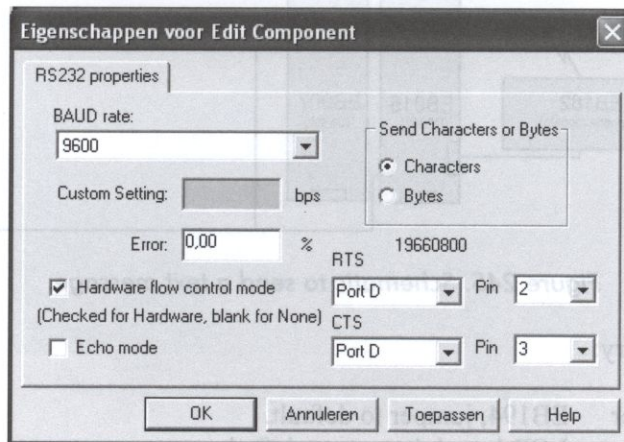 Eigenschappen voor Edit Component
RS232 properties
BAUD rate:
9600
Send Characters or Bytes
Characters
Bytes
Custom Setting: bps
Error: 0,00 % 19660800
Hardware flow control mode
(Checked for Hardware, blank for None)
Echo mode
RTS
Port D Pin 2
CTS
Port D Pin 3
OK Annuleren Toepassen Help